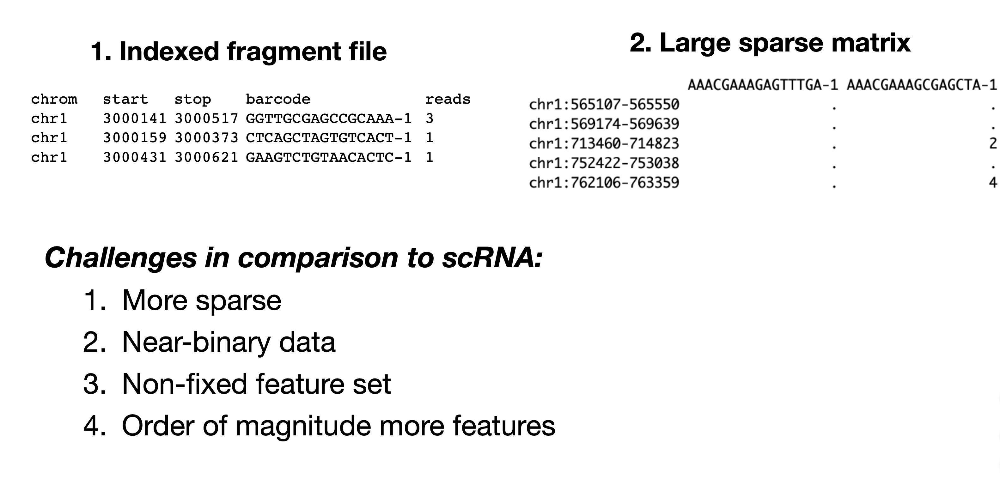 1. Indexed fragment file
chrom start stop barcode reads
chr1 3000141 3000517 GGTTGCGAGCCGCAAA-1 3
chr1 3000159 3000373 CTCAGCTAGTGTCACT-1 1
chr1 3000431 3000621 GAAGTCTGTAACACTC-1 1
2. Large sparse matrix
AAACGAAAGAGTTTGA-1 AAACGAAAGCGAGCTA-1
chr1:565107-565550 . .
chr1:569174-569639 . .
chr1:713460-714823 . 2
chr1:752422-753038 . .
chr1:762106-763359 . 4
Challenges in comparison to scRNA:
1. More sparse
2. Near-binary data
3. Non-fixed feature set
4. Order of magnitude more features